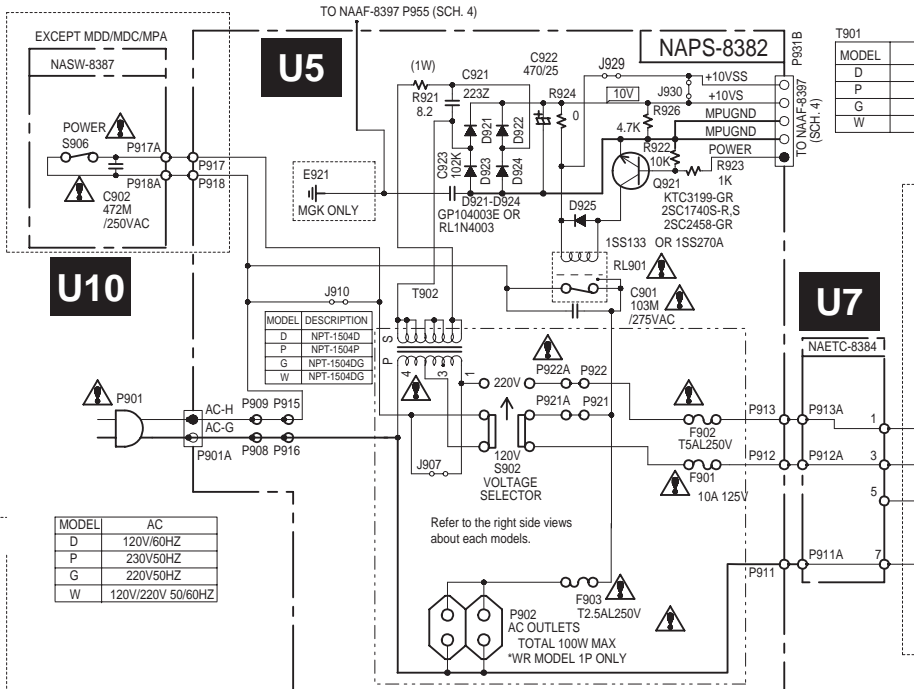 TO NAAF-8397 P955 (SCH. 4)
EXCEPT MDD/MDC/MPA
NASW-8387
U5
NAPS-8382
P931B
T901
MODEL
D
P
G
W
POWER
S906
P917A
P918A
P917
P918
C902
472M
/250VAC
U10
(1W)
R921
8.2
C921
223Z
C922
470/25
R924
0
J929
10V
J930
R926
4.7K
+10VSS
+10VS
MPUGND
MPUGND
POWER
TO NAAF-8397
(SCH. 4)
D921
D922
D923
D924
C923
102K
R922
10K
R923
1K
Q921
KTC3199-GR
2SC1740S-R,S
2SC2458-GR
E921
MGK ONLY
D921-D924
GP104003E OR
RL1N4003
D925
1SS133 OR 1SS270A
RL901
C901
103M
/275VAC
J910
T902
S
P
4
3
1
MODEL DESCRIPTION
D NPT-1504D
P NPT-1504P
G NPT-1504DG
W NPT-1504DG
U7
NAETC-8384
P901
AC-H
AC-G
P901A
P909
P915
P908
P916
220V
P922A
P922
P921A
P921
120V
S902
VOLTAGE
SELECTOR
J907
F902
T5AL250V
F901
10A 125V
P913
P913A
P912
P912A
P911
P911A
1
3
5
7
Refer to the right side views
about each models.
MODEL AC
D 120V/60HZ
P 230V50HZ
G 220V50HZ
W 120V/220V 50/60HZ
F903
T2.5AL250V
P902
AC OUTLETS
TOTAL 100W MAX
*WR MODEL 1P ONLY